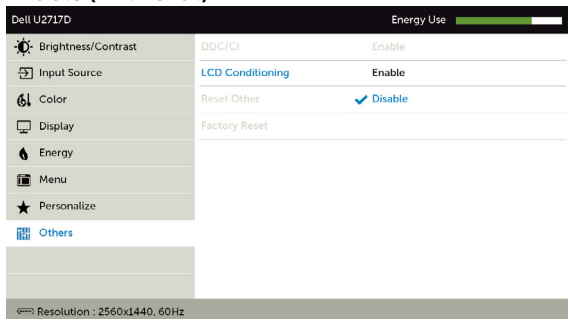 Dell U2717D Energy Use
Brightness/Contrast DDC/CI Enable
Input Source LCD Conditioning Enable
Color Reset Other Disable
Display Factory Reset
Energy
Menu
Personalize
Others
Resolution : 2560x1440, 60Hz